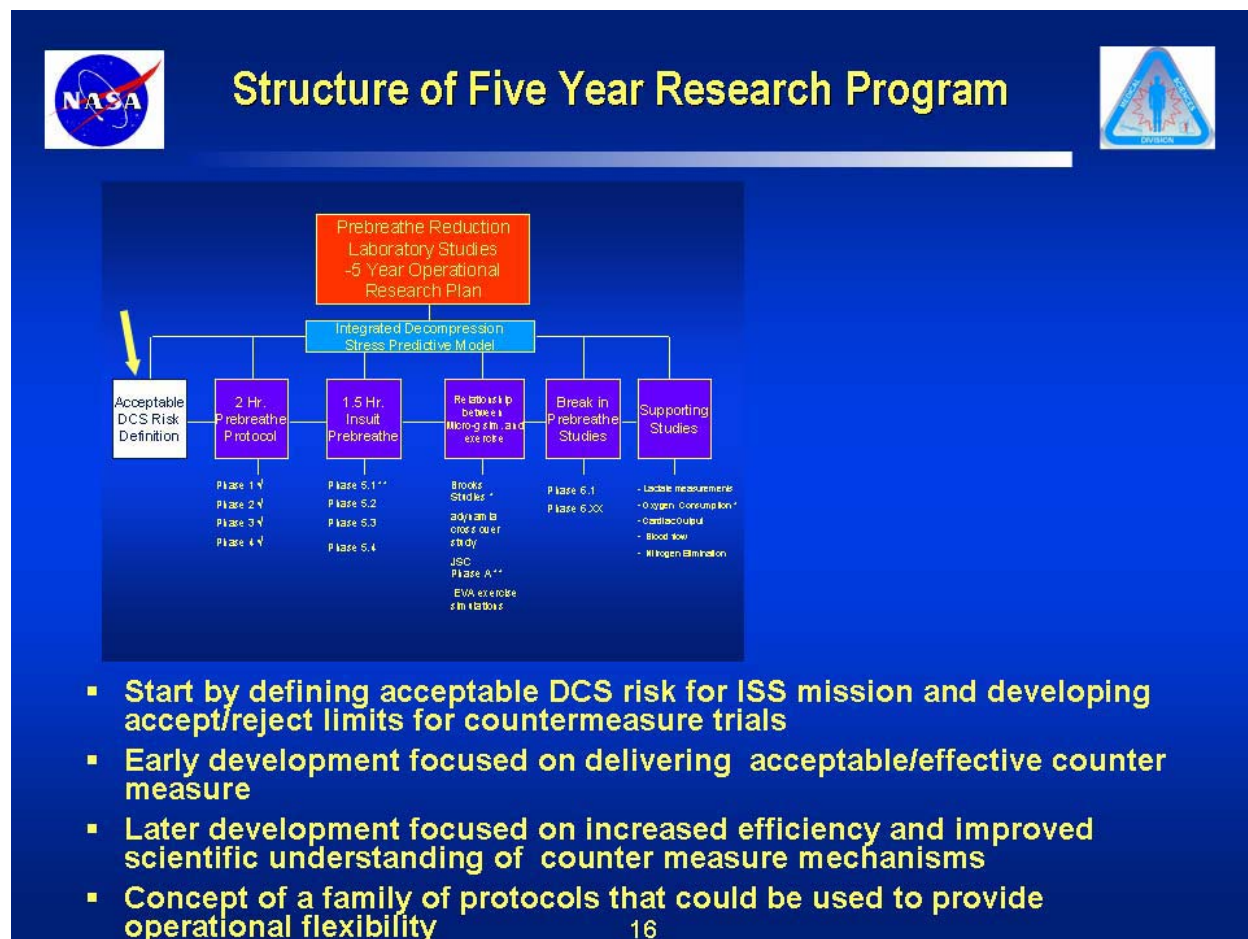 NASA
Structure of Five Year Research Program
MEDICAL
SCIENCES
DIVISION
Prebreathe Reduction
Laboratory Studies
-5 Year Operational
Research Plan
Integrated Decompression
Stress Predictive Model
Acceptable
DCS Risk
Definition
2 Hr.
Prebreathe
Protocol
1.5 Hr.
Insuit
Prebreathe
Relationship
between
Micro-g sim. and
exercise
Break in
Prebreathe
Studies
Supporting
Studies
Phase 1 √
Phase 2 √
Phase 3 √
Phase 4 √
Phase 5.1**
Phase 5.2
Phase 5.3
Phase 5.4
Brooks
Studies *
adynamia
cross over
study
JSC
Phase A**
EVA exercise
simulations
Phase 6.1
Phase 6.XX
- Lactate measurements
- Oxygen Consumption*
- Cardiac Output
- Blood flow
- Nitrogen Elimination
▪ Start by defining acceptable DCS risk for ISS mission and developing
accept/reject limits for countermeasure trials
▪ Early development focused on delivering acceptable/effective counter
measure
▪ Later development focused on increased efficiency and improved
scientific understanding of counter measure mechanisms
▪ Concept of a family of protocols that could be used to provide
operational flexibility
16